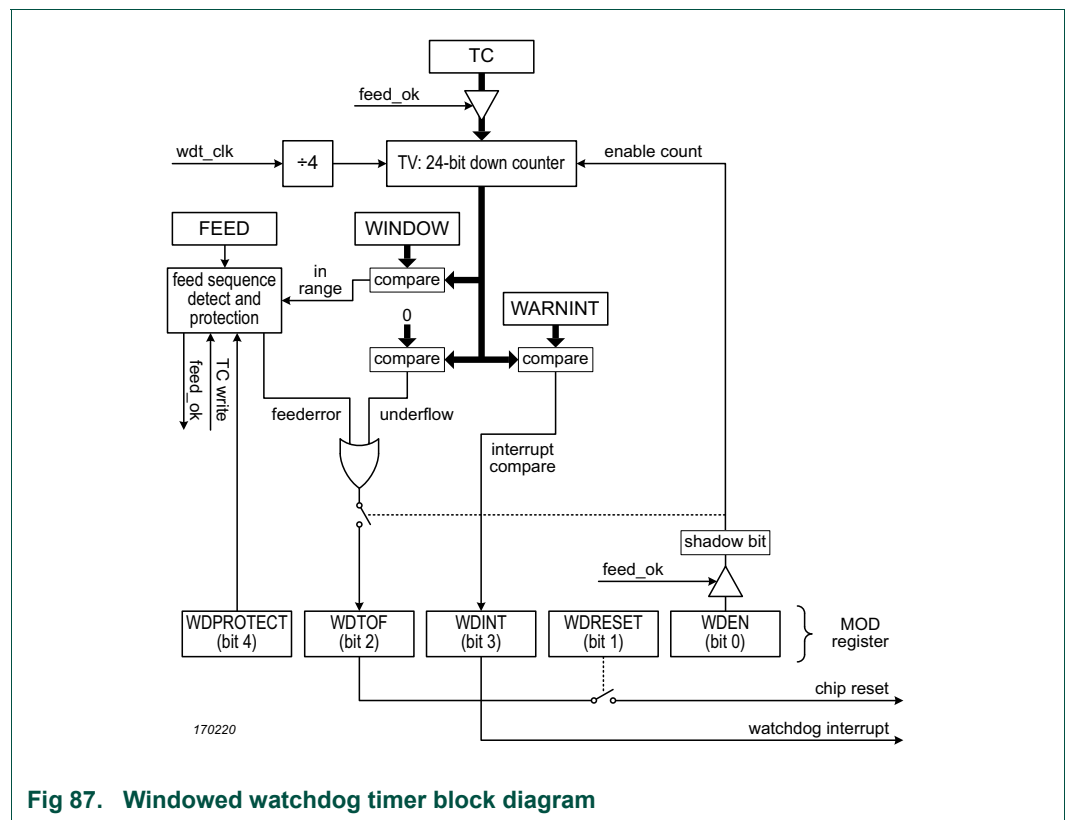 TC
feed_ok
wdt_clk
÷4
TV: 24-bit down counter
enable count
FEED
WINDOW
feed sequence
detect and
protection
in
range
compare
WARNINT
0
compare
compare
feed_ok
TC write
feederror
underflow
interrupt
compare
shadow bit
feed_ok
WDPROTECT
(bit 4)
WDTOF
(bit 2)
WDINT
(bit 3)
WDRESET
(bit 1)
WDEN
(bit 0)
MOD
register
chip reset
170220
watchdog interrupt
Fig 87. Windowed watchdog timer block diagram